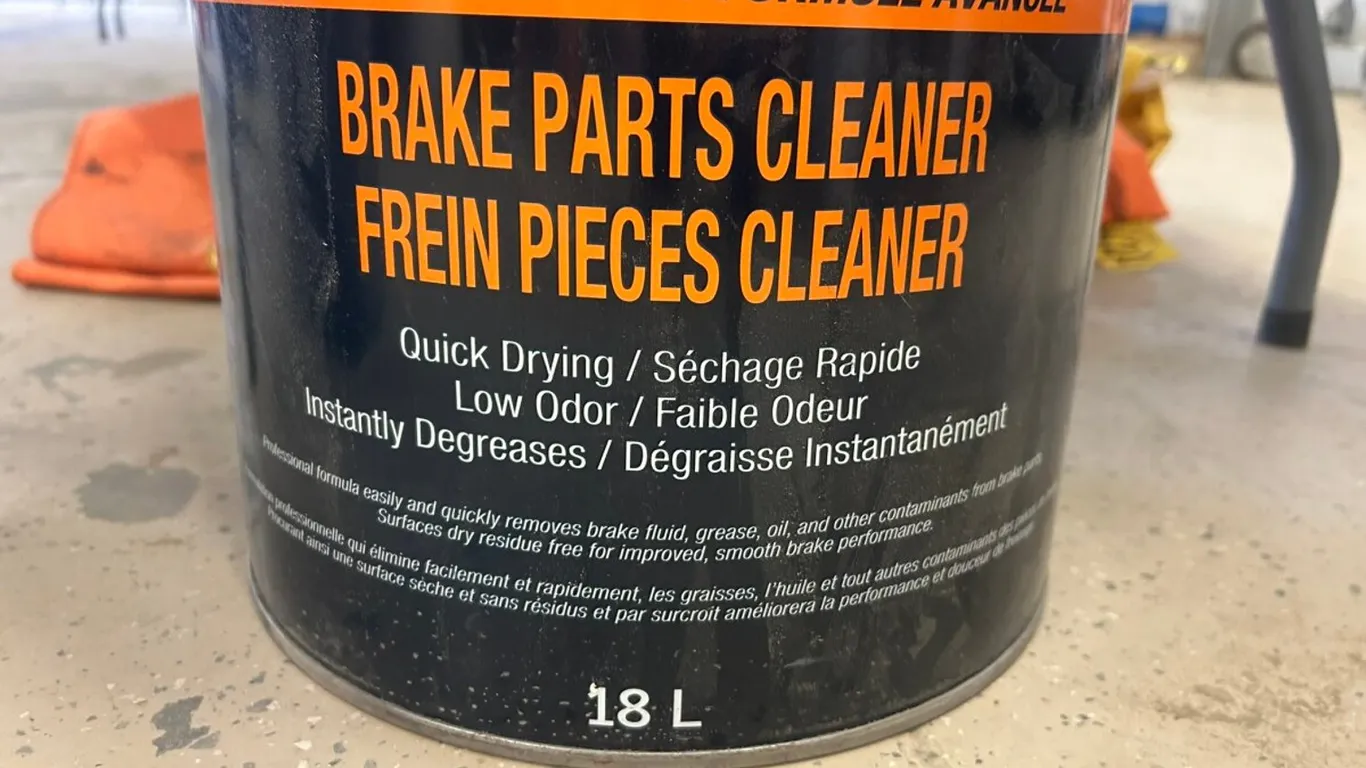 AVANCÉE
BRAKE PARTS CLEANER
FREIN PIECES CLEANER
Quick Drying / Séchage Rapide
Low Odor / Faible Odeur
Instantly Degreases / Dégraisse Instantanément
Professional formula easily and quickly removes brake fluid, grease, oil, and other contaminants from brake parts.
Surfaces dry residue free for improved, smooth brake performance.
professionnelle qui élimine facilement et rapidement, les graisses, l'huile et tout autres contaminants des
Procurant ainsi une surface sèche et sans résidus et par surcroit améliorera la performance et douceur de
18 L